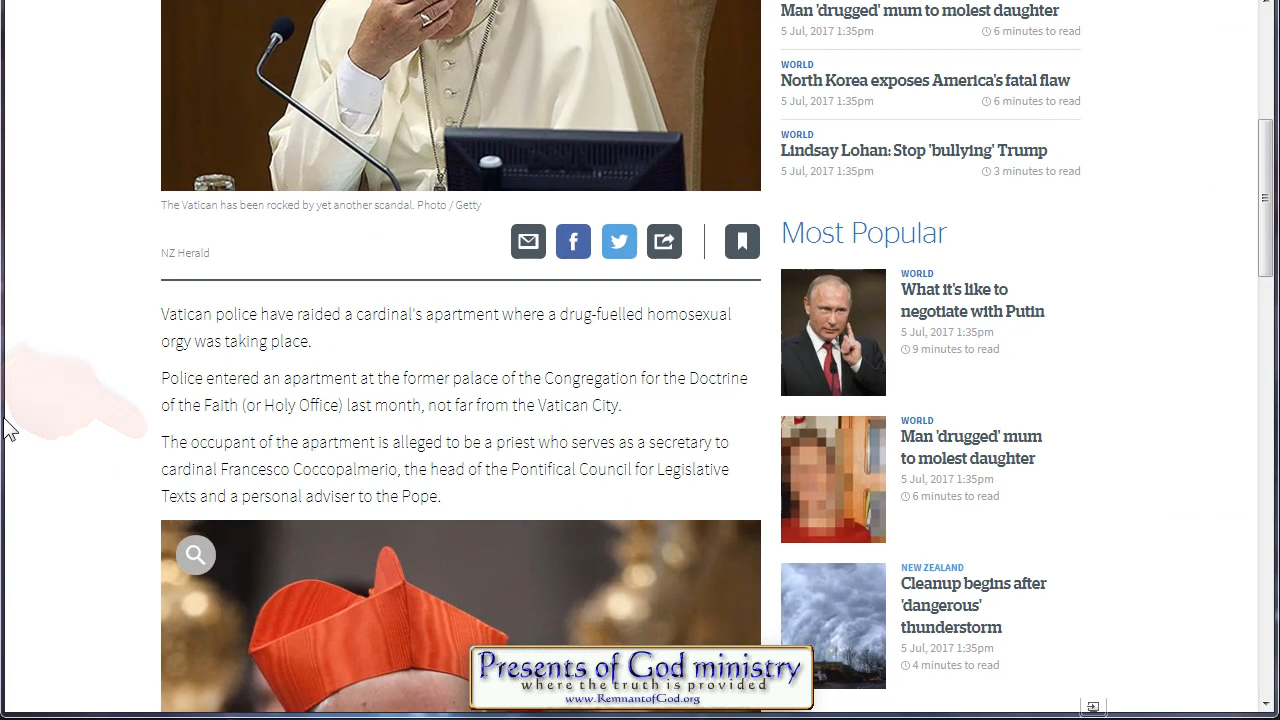 The Vatican has been rocked by yet another scandal. Photo / Getty
NZ Herald
Vatican police have raided a cardinal's apartment where a drug-fuelled homosexual
orgy was taking place.
Police entered an apartment at the former palace of the Congregation for the Doctrine
of the Faith (or Holy Office) last month, not far from the Vatican City.
The occupant of the apartment is alleged to be a priest who serves as a secretary to
cardinal Francesco Coccopalmerio, the head of the Pontifical Council for Legislative
Texts and a personal adviser to the Pope.
Man 'drugged' mum to molest daughter
5 Jul, 2017 1:35pm 6 minutes to read
WORLD
North Korea exposes America's fatal flaw
5 Jul, 2017 1:35pm 6 minutes to read
WORLD
Lindsay Lohan: Stop 'bullying' Trump
5 Jul, 2017 1:35pm 3 minutes to read
Most Popular
WORLD
What it's like to
negotiate with Putin
5 Jul, 2017 1:35pm
9 minutes to read
WORLD
Man 'drugged' mum
to molest daughter
5 Jul, 2017 1:35pm
6 minutes to read
NEW ZEALAND
Cleanup begins after
'dangerous'
thunderstorm
5 Jul, 2017 1:35pm
4 minutes to read
Presents of God ministry
where the truth is provided
www.RemnantofGod.org